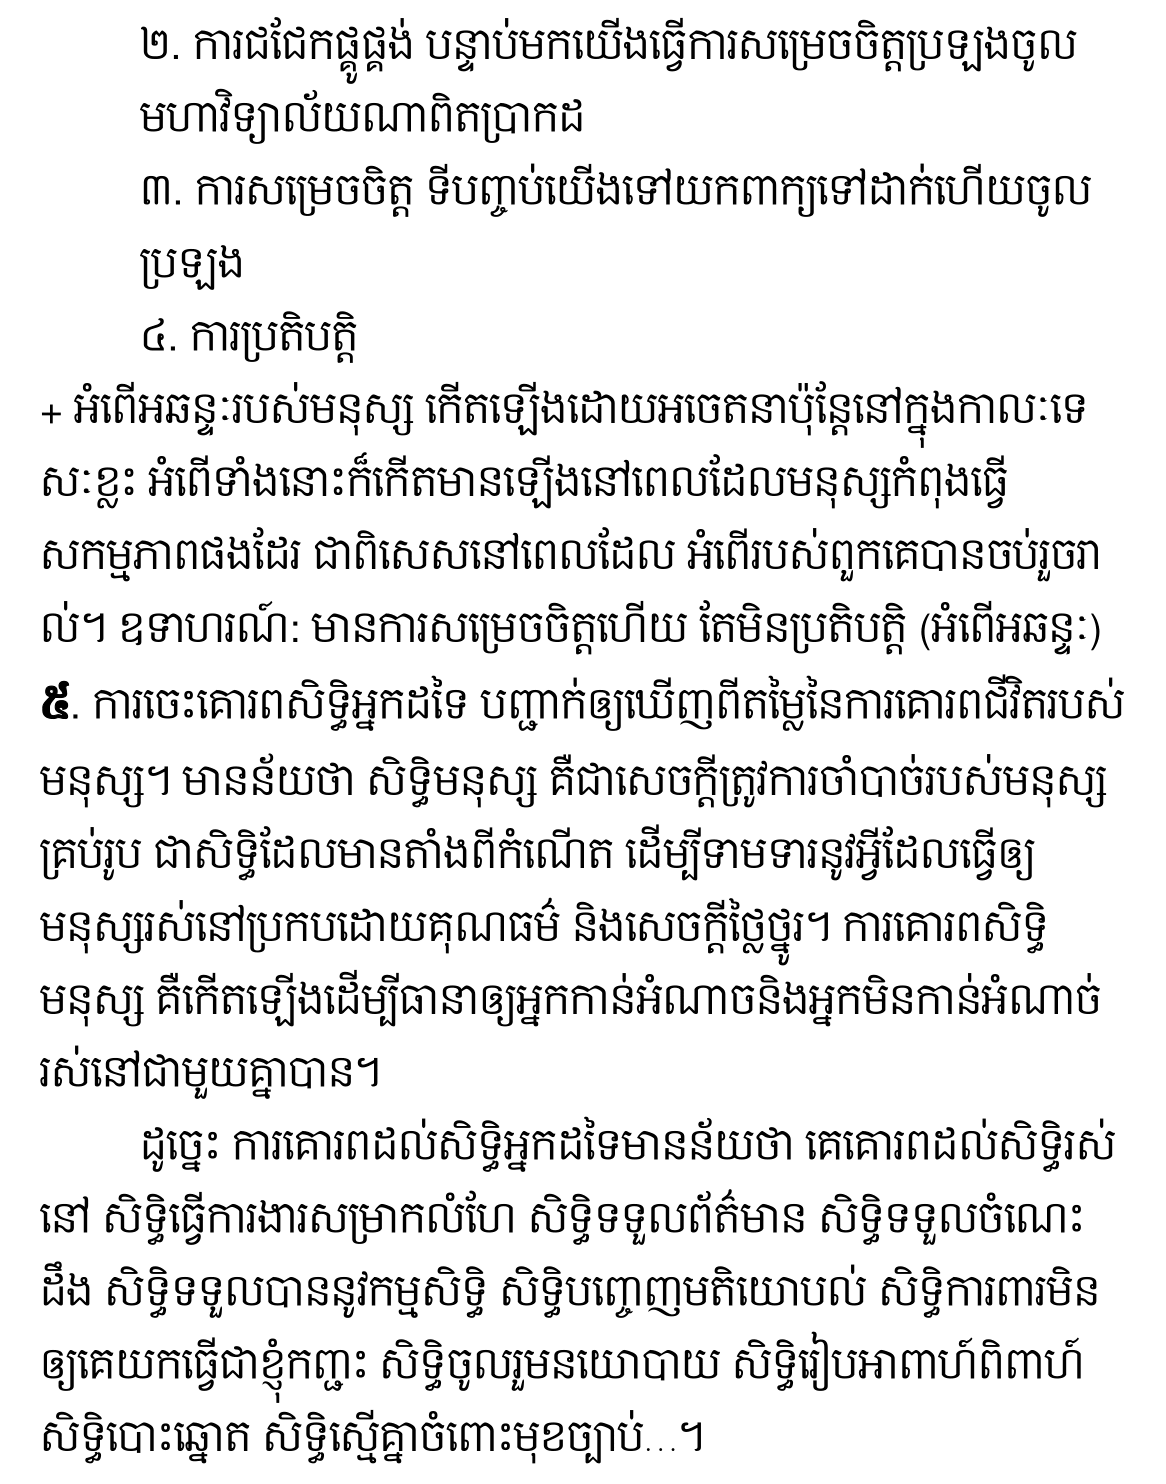 ២. ការជជែកផ្គូផ្គង់ បន្ទាប់មកយើងធ្វើការសម្រេចចិត្តប្រឡងចូល
មហាវិទ្យាល័យណាពិតប្រាកដ
៣. ការសម្រេចចិត្ត ទីបញ្ចប់យើងទៅយកពាក្យទៅដាក់ហើយចូល
ប្រឡង
៤. ការប្រតិបត្តិ
+ អំពើអឆន្ទៈរបស់មនុស្ស កើតឡើងដោយអចេតនាប៉ុន្តែនៅក្នុងកាលៈទេ
សៈខ្លះ អំពើទាំងនោះក៏កើតមានឡើងនៅពេលដែលមនុស្សកំពុងធ្វើ
សកម្មភាពផងដែរ ជាពិសេសនៅពេលដែល អំពើរបស់ពួកគេបានចប់រួចរា
ល់។ ឧទាហរណ៍: មានការសម្រេចចិត្តហើយ តែមិនប្រតិបត្តិ (អំពើអឆន្ទៈ)
៥. ការចេះគោរពសិទ្ធិអ្នកដទៃ បញ្ជាក់ឲ្យឃើញពីតម្លៃនៃការគោរពជីវិតរបស់
មនុស្ស។ មានន័យថា សិទ្ធិមនុស្ស គឺជាសេចក្តីត្រូវការចាំបាច់របស់មនុស្ស
គ្រប់រូប ជាសិទ្ធិដែលមានតាំងពីកំណើត ដើម្បីទាមទារនូវអ្វីដែលធ្វើឲ្យ
មនុស្សរស់នៅប្រកបដោយគុណធម៌ និងសេចក្តីថ្លៃថ្នូរ។ ការគោរពសិទ្ធិ
មនុស្ស គឺកើតឡើងដើម្បីធានាឲ្យអ្នកកាន់អំណាចនិងអ្នកមិនកាន់អំណាច់
រស់នៅជាមួយគ្នាបាន។
ដូច្នេះ ការគោរពដល់សិទ្ធិអ្នកដទៃមានន័យថា គេគោរពដល់សិទ្ធិរស់
នៅ សិទ្ធិធ្វើការងារសម្រាកលំហែ សិទ្ធិទទួលព័ត៌មាន សិទ្ធិទទួលចំណេះ
ដឹង សិទ្ធិទទួលបាននូវកម្មសិទ្ធិ សិទ្ធិបញ្ចេញមតិយោបល់ សិទ្ធិការពារមិន
ឲ្យគេយកធ្វើជាខ្ញុំកញ្ជះ សិទ្ធិចូលរួមនយោបាយ សិទ្ធិរៀបអាពាហ៍ពិពាហ៍
សិទ្ធិបោះឆ្នោត សិទ្ធិស្មើគ្នាចំពោះមុខច្បាប់...។